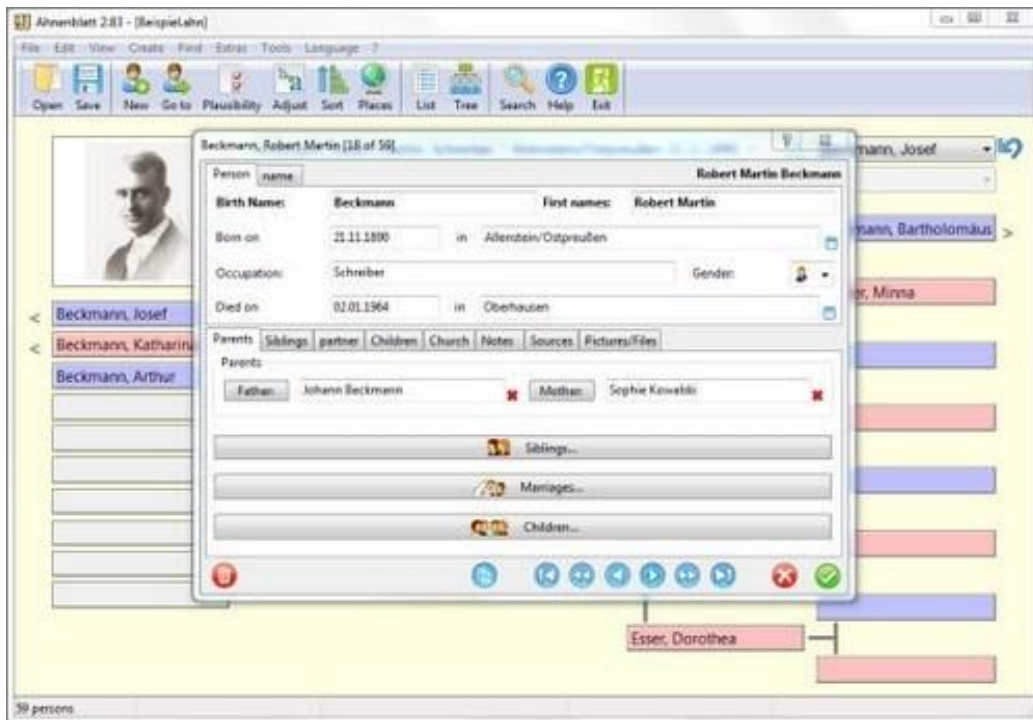 Ahnenblatt 2.83 - [Beispiel.ahn]
File Edit View Create Find Extras Tools Language ?
Open Save New Go to Plausibility Adjust Sort Places List Tree Search Help Exit
Beckmann, Robert Martin [18 of 59]
mann, Josef
Person name Robert Martin Beckmann
Birth Name: Beckmann First names: Robert Martin
Born on 21.11.1890 in Allenstein/Ostpreußen
mann, Bartholomäus >
Occupation: Schreiber Gender:
er, Minna
Died on 02.01.1964 in Oberhausen
< Beckmann, Josef
< Beckmann, Katharina
Beckmann, Arthur
Parents Siblings partner Children Church Notes Sources Pictures/Files
Parents
Father: Johann Beckmann Mother: Sophie Kowalski
Siblings...
Marriages...
Children...
Esser, Dorothea
59 persons